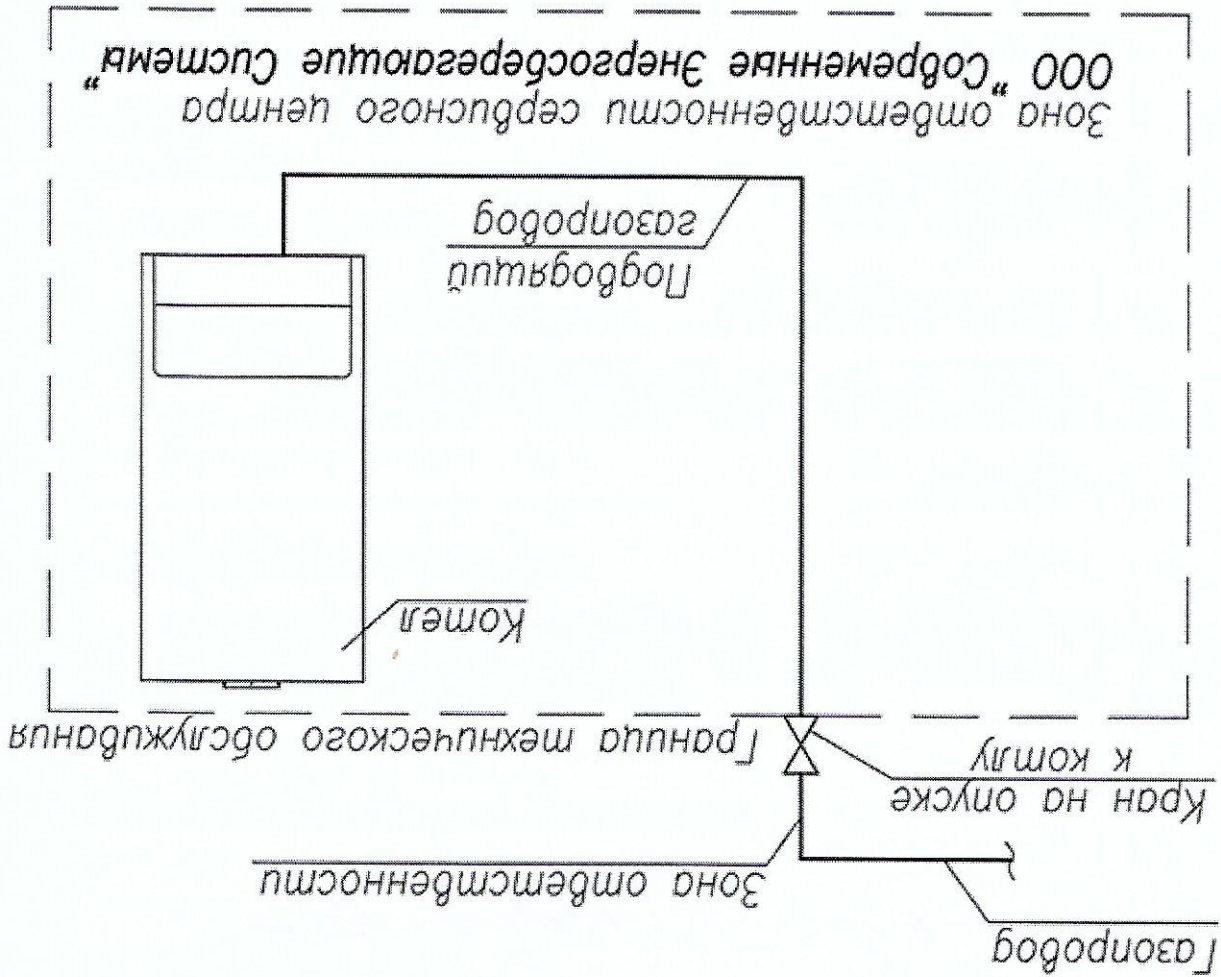 Газопровод
Зона ответственности
Кран на опуске
к котлу
Граница технического обслуживания
Котел
Подводящий
газопровод
Зона ответственности сервисного центра
ООО "Современные Энергосберегающие Системы"